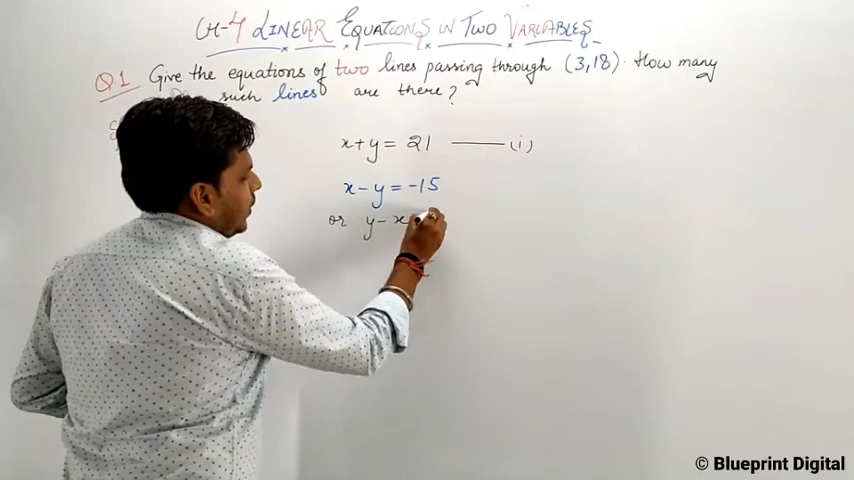 CH-4 LINEAR EQUATIONS IN TWO VARIABLES
Q1 Give the equations of two lines passing through (3,18). How many
such lines are there?
x+y = 21 —— (i)
x-y = -15
or y-x
© Blueprint Digital